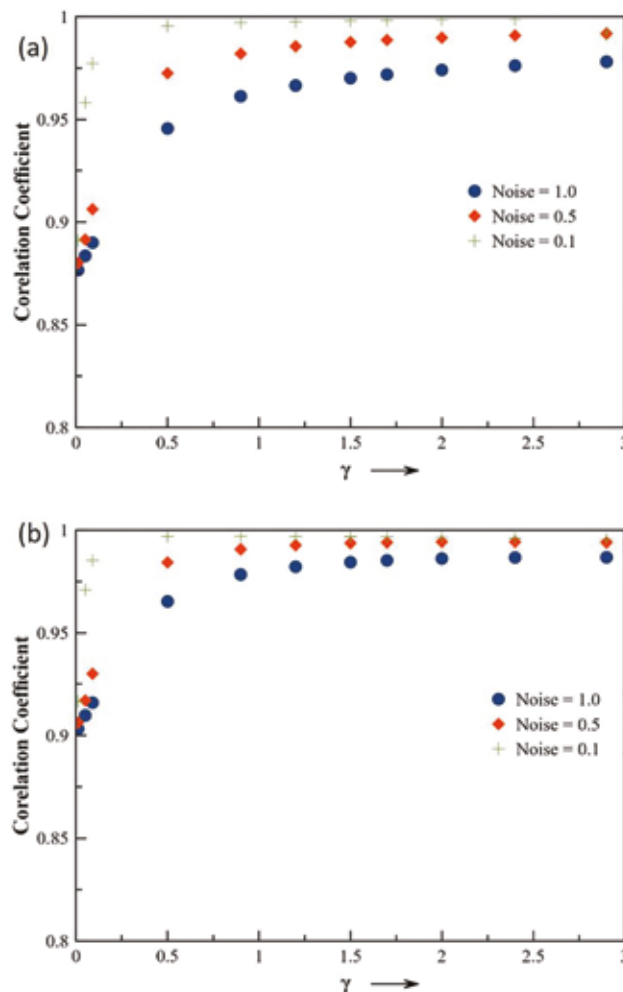 (a)
1
0.95
0.9
0.85
0.8
Corelation Coefficient
Noise = 1.0
Noise = 0.5
Noise = 0.1
0 0.5 1 1.5 2 2.5 3
γ →
(b)
1
0.95
0.9
0.85
0.8
Corelation Coefficient
Noise = 1.0
Noise = 0.5
Noise = 0.1
0 0.5 1 1.5 2 2.5 3
γ →